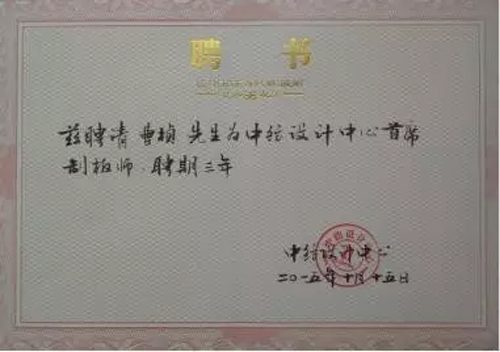 聘书
兹聘请 曹桢 先生为中纺设计中心首席
制板师、聘期三年
中纺设计中心
二〇一五年十月十五日